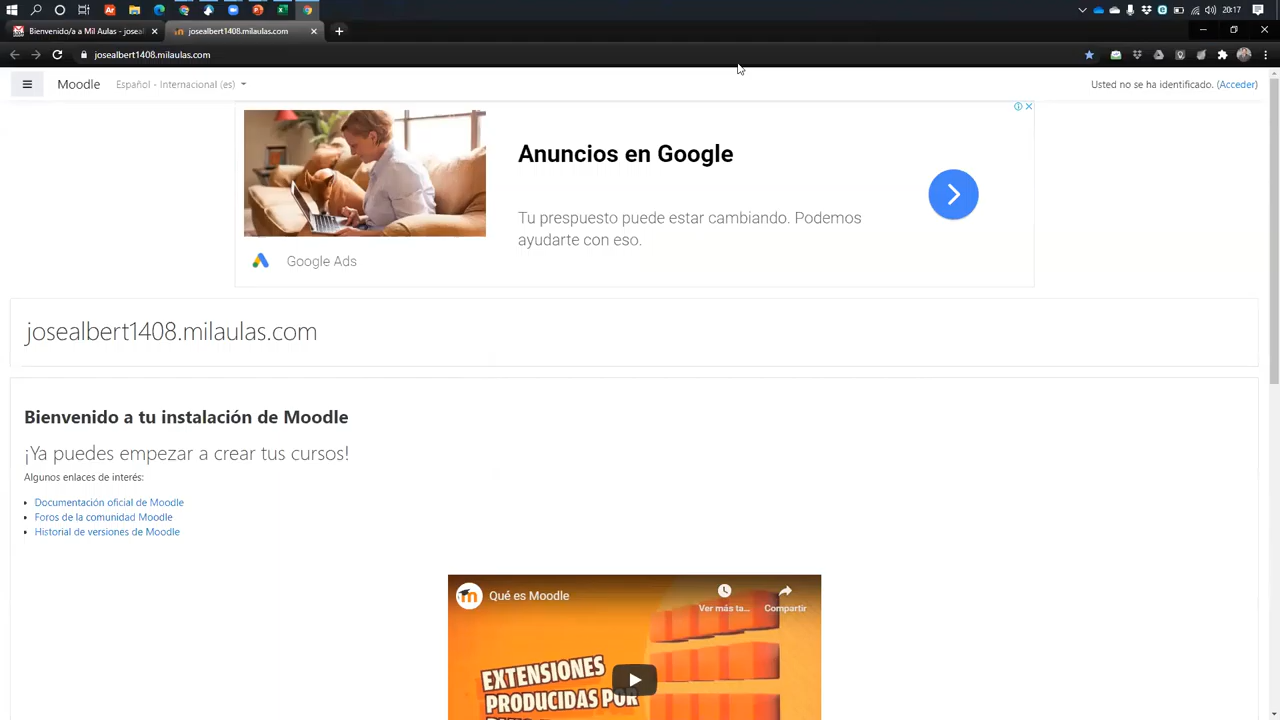 20:17
Bienvenido/a a Mil Aulas - joseal
josealbert1408.milaulas.com
josealbert1408.milaulas.com
Moodle
Español - Internacional (es)
Usted no se ha identificado. (Acceder)
Anuncios en Google
Tu prespuesto puede estar cambiando. Podemos
ayudarte con eso.
Google Ads
josealbert1408.milaulas.com
Bienvenido a tu instalación de Moodle
¡Ya puedes empezar a crear tus cursos!
Algunos enlaces de interés:
Documentación oficial de Moodle
Foros de la comunidad Moodle
Historial de versiones de Moodle
Qué es Moodle
Ver más ta...
Compartir
EXTENSIONES
PRODUCIDAS POR